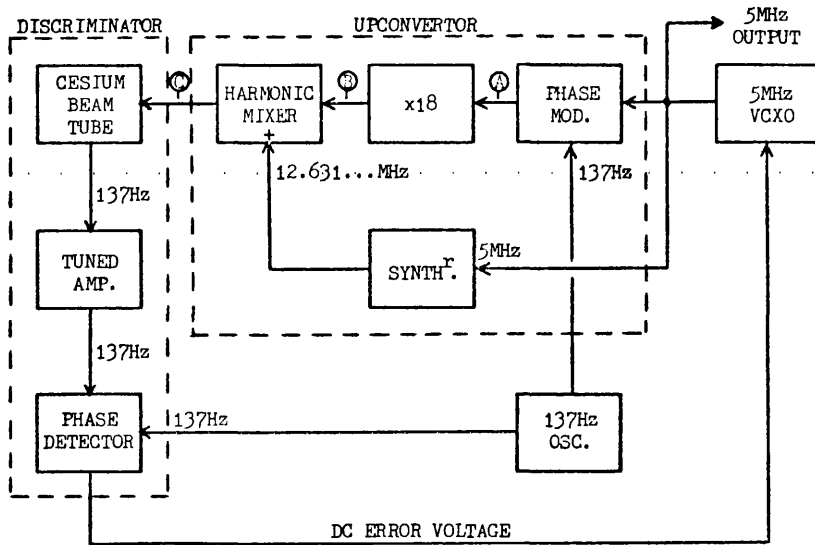 DISCRIMINATOR
UPCONVERTOR
5MHz
OUTPUT
CESIUM
BEAM
TUBE
C
HARMONIC
MIXER
+
B
x18
A
PHASE
MOD.
5MHz
VCXO
137Hz
12.631...MHz
137Hz
TUNED
AMP.
SYNTHr.
5MHz
137Hz
PHASE
DETECTOR
137Hz
137Hz
OSC.
DC ERROR VOLTAGE